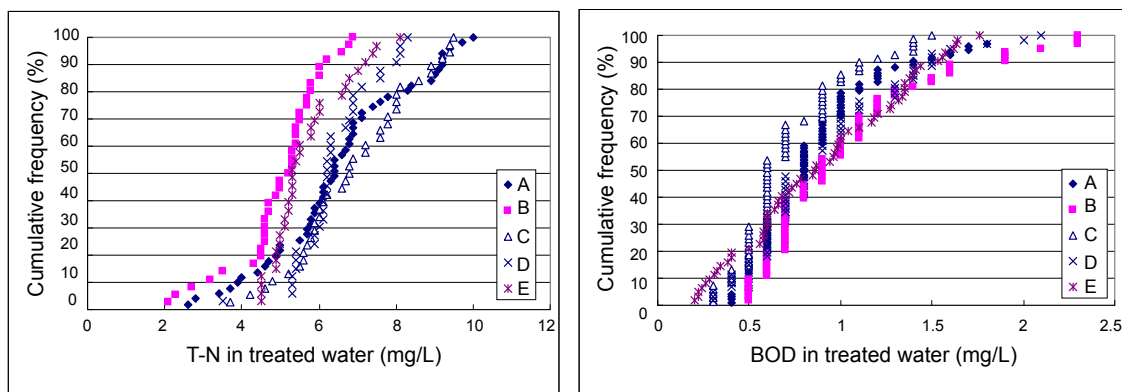 Cumulative frequency (%)
100
90
80
70
60
50
40
30
20
10
0
0 2 4 6 8 10 12
T-N in treated water (mg/L)
A
B
C
D
E
Cumulative frequency (%)
100
90
80
70
60
50
40
30
20
10
0
0 0.5 1 1.5 2 2.5
BOD in treated water (mg/L)
A
B
C
D
E